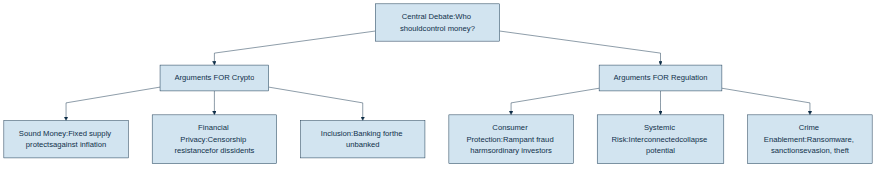 Central Debate:Who
shouldcontrol money?
Arguments FOR Crypto
Arguments FOR Regulation
Sound Money:Fixed supply
protectsagainst inflation
Financial
Privacy:Censorship
resistancefor dissidents
Inclusion:Banking forthe
unbanked
Consumer
Protection:Rampant fraud
harmsordinary investors
Systemic
Risk:Interconnectedcollapse
potential
Crime
Enablement:Ransomware,
sanctionsevasion, theft